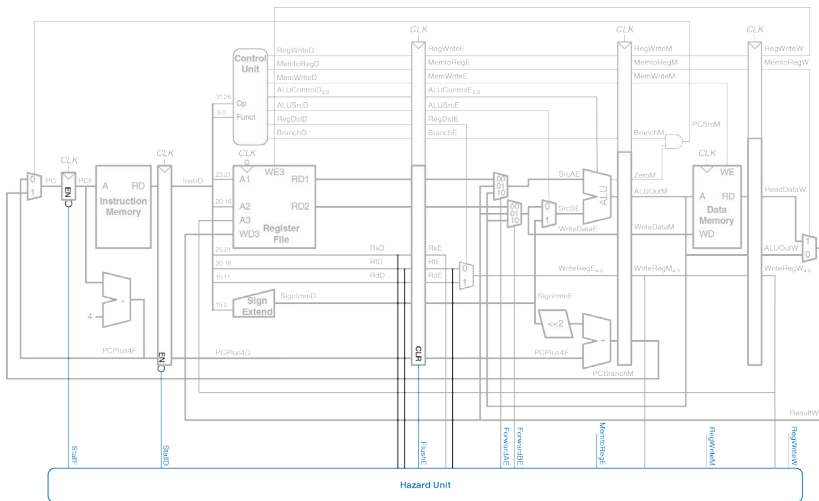 CLK
CLK
CLK
Control
Unit
RegWriteD
RegWriteE
RegWriteM
RegWriteW
MemtoRegD
MemtoRegE
MemtoRegM
MemtoRegW
MemWriteD
MemWriteE
MemWriteM
ALUControlD2:0
ALUControlE2:0
31:26
Op
ALUSrcD
ALUSrcE
5:0
Funct
RegDstD
RegDstE
PCSrcM
BranchD
BranchE
BranchM
CLK
CLK
CLK
CLK
WE3
WE
0
1
PC
EN
PCF
A
RD
Instruction
Memory
InstrD
25:21
A1
RD1
00
01
10
SrcAE
ALU
ZeroM
20:16
A2
RD2
00
01
10
0
1
SrcBE
ALUOutM
A
RD
ReadDataW
A3
Register
File
WD3
WriteDataE
WriteDataM
Data
Memory
WD
25:21
RsD
RsE
ALUOutW
1
0
20:16
RtD
RtE
15:11
RdD
RdE
0
1
WriteRegE4:0
WriteRegM4:0
WriteRegW4:0
+
4
15:0
Sign
Extend
SignImmD
SignImmE
<<2
+
PCPlus4F
EN
PCPlus4D
CLR
PCPlus4E
PCBranchM
ResultW
StallF
StallD
FlushE
ForwardAE
ForwardBE
MemtoRegE
RegWriteM
RegWriteW
Hazard Unit